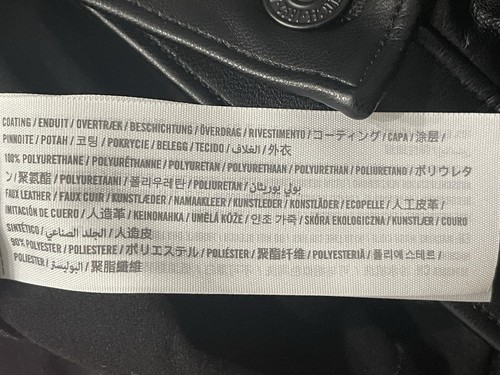 COATING / ENDUIT / OVERTRÆK / BESCHICHTUNG / ÖVERDRAG / RIVESTIMENTO / コーティング / CAPA / 涂层 /
PINNOITE / POTAH / 코팅 / POKRYCIE / BELEGG / TECIDO / الغلاف / 外衣
100% POLYURETHANE / POLYURÉTHANNE / POLYURETAN / POLYURETHAAN / POLYURETHAN / POLIURETANO / ポリウレタ
ン / 聚氨酯 / POLYURETAANI / 폴리우레탄 / POLIURETAN / بولي يوريثان
FAUX LEATHER / FAUX CUIR / KUNSTLÆDER / NAMAAKLEER / KUNSTLEDER / KONSTLÄDER / ECOPELLE / 人工皮革 /
IMITACIÓN DE CUERO / 人造革 / KEINONAHKA / UMĚLÁ KŮŽE / 인조 가죽 / SKÓRA EKOLOGICZNA / KUNSTLÆR / COURO
SINTÉTICO / الجلد الصناعي / 人造皮
90% POLYESTER / POLIESTERE / ポリエステル / POLIÉSTER / 聚酯纤维 / POLYESTERIÄ / 폴리에스테르 /
POLIESTER / البوليستر / 聚脂纖維